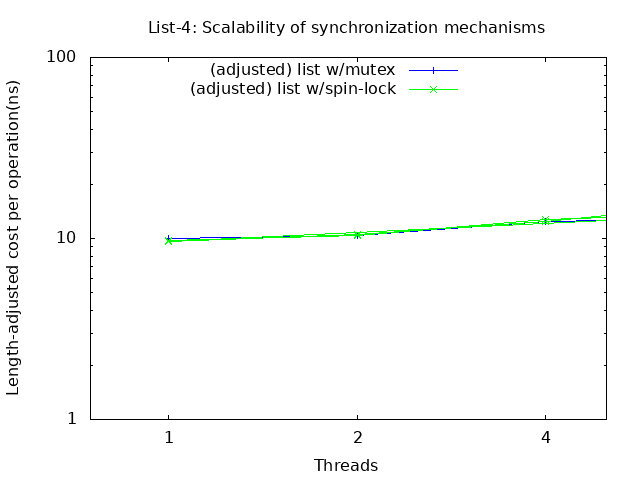 List-4: Scalability of synchronization mechanisms
100
(adjusted) list w/mutex
(adjusted) list w/spin-lock
Length-adjusted cost per operation(ns)
10
1
1 2 4
Threads